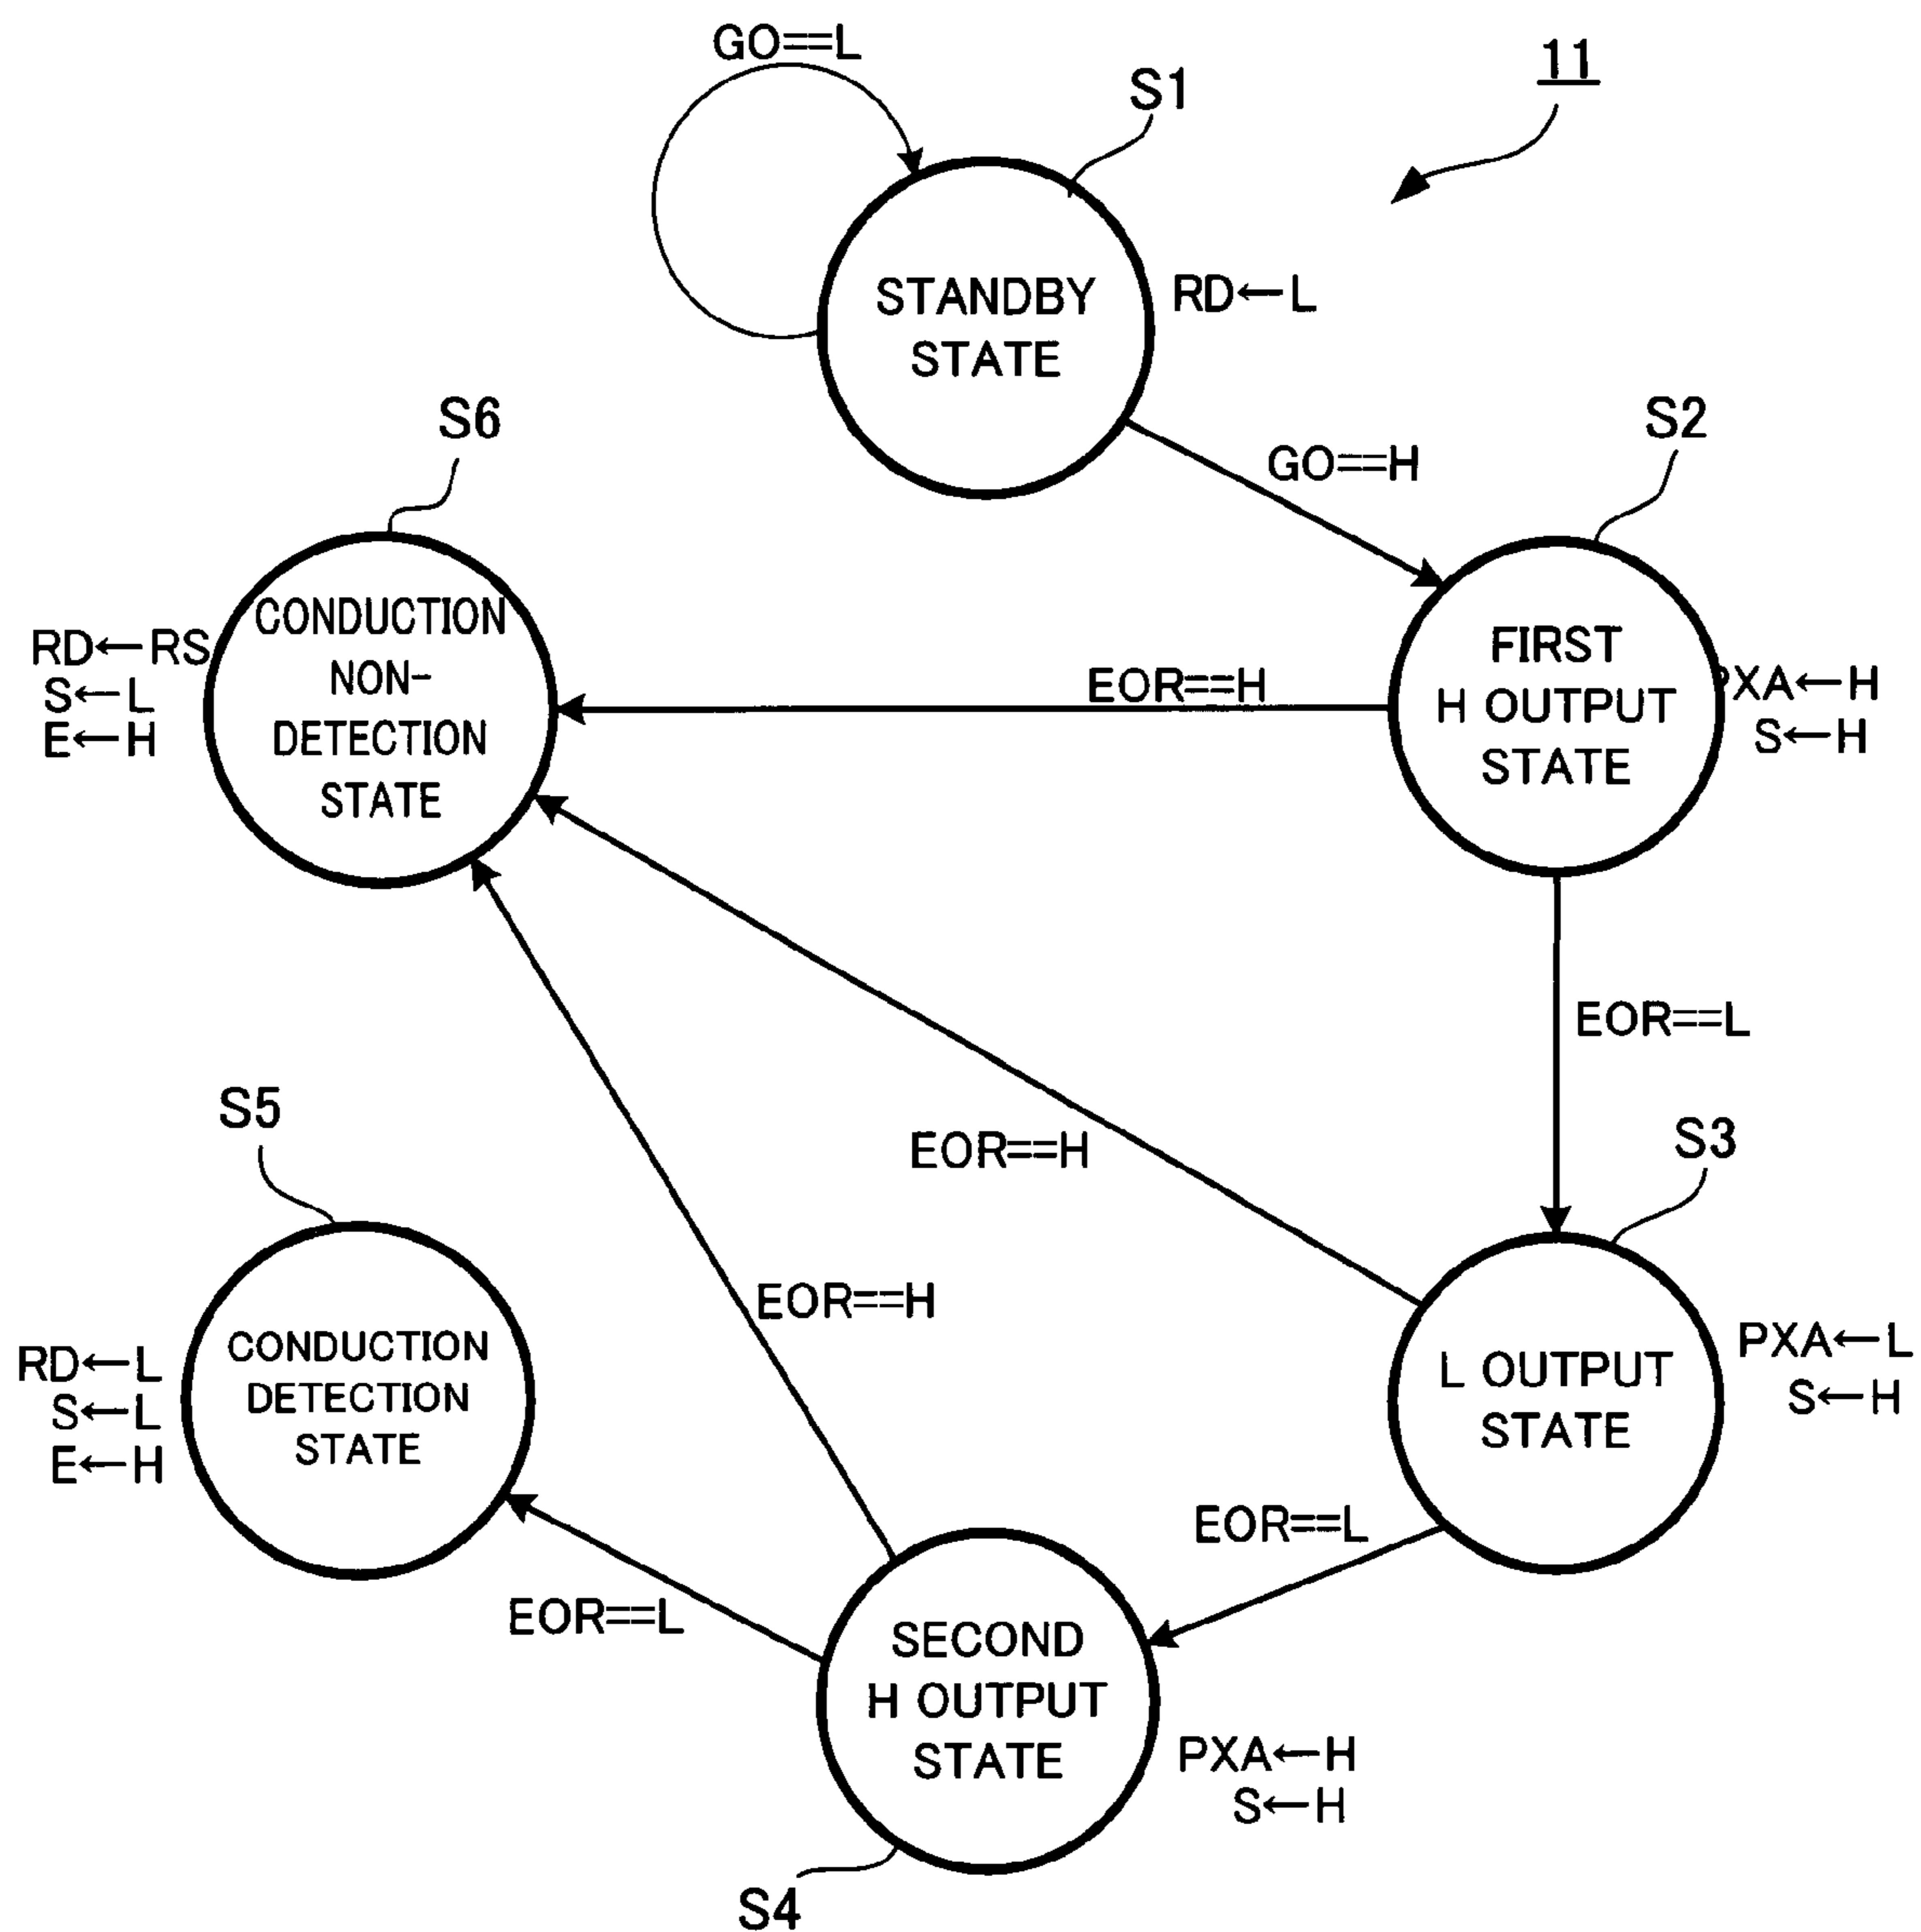 GO==L
S1
11
STANDBY
STATE
RD←L
GO==H
S6
S2
CONDUCTION
NON-
DETECTION
STATE
RD←RS
S←L
E←H
EOR==H
FIRST
H OUTPUT
STATE
PXA←H
S←H
EOR==L
EOR==H
S5
S3
EOR==H
CONDUCTION
DETECTION
STATE
RD←L
S←L
E←H
L OUTPUT
STATE
PXA←L
S←H
EOR==L
EOR==L
SECOND
H OUTPUT
STATE
PXA←H
S←H
S4